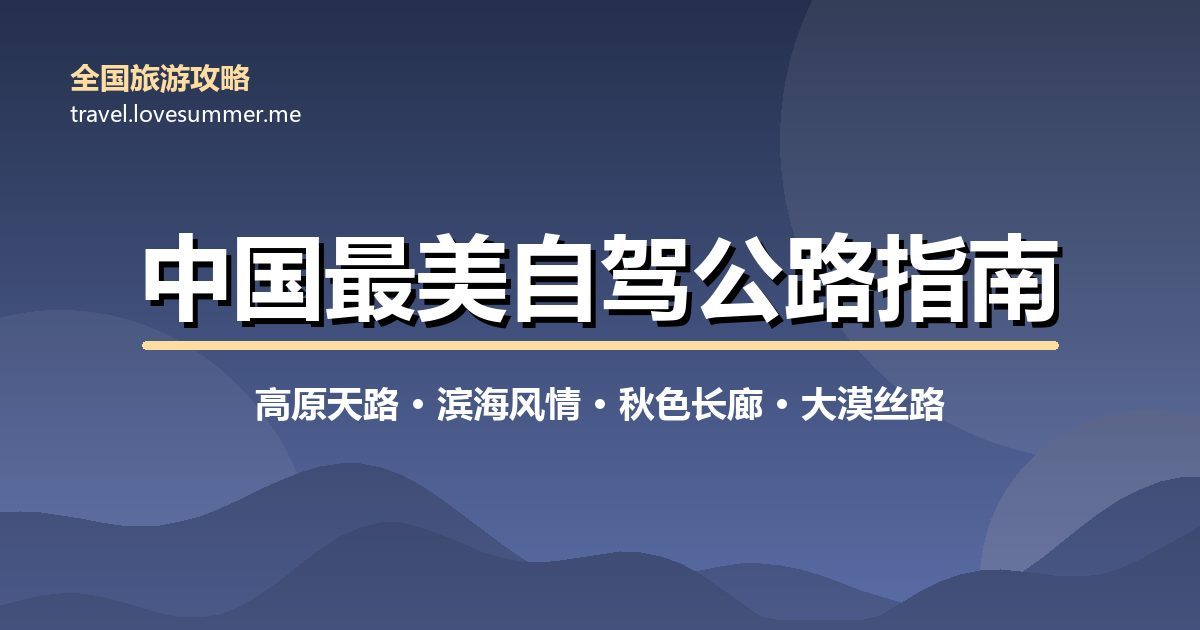 全国旅游攻略
travel.lovesummer.me
中国最美自驾公路指南
高原天路 • 滨海风情 • 秋色长廊 • 大漠丝路